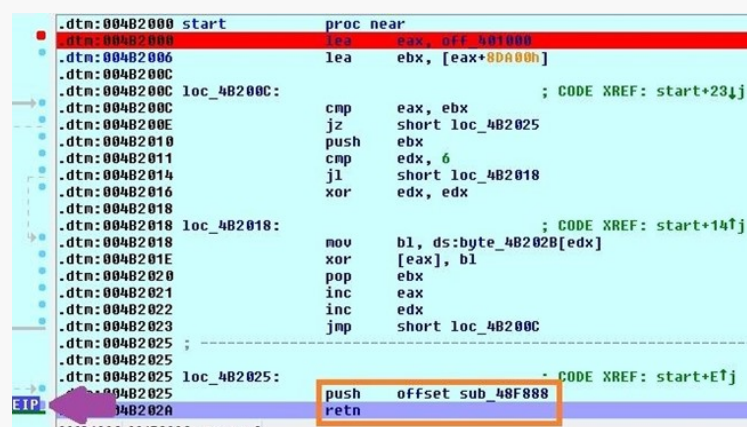 .dtm:004B2000 start proc near
.dtm:004B2000 lea eax, off_401000
.dtm:004B2006 lea ebx, [eax+8DA00h]
.dtm:004B200C
.dtm:004B200C loc_4B200C: ; CODE XREF: start+23↓j
.dtm:004B200C cmp eax, ebx
.dtm:004B200E jz short loc_4B2025
.dtm:004B2010 push ebx
.dtm:004B2011 cmp edx, 6
.dtm:004B2014 jl short loc_4B2018
.dtm:004B2016 xor edx, edx
.dtm:004B2018
.dtm:004B2018 loc_4B2018: ; CODE XREF: start+14↑j
.dtm:004B2018 mov bl, ds:byte_4B202B[edx]
.dtm:004B201E xor [eax], bl
.dtm:004B2020 pop ebx
.dtm:004B2021 inc eax
.dtm:004B2022 inc edx
.dtm:004B2023 jmp short loc_4B200C
.dtm:004B2025 ; ---------------------------------------------------------------------------
.dtm:004B2025
.dtm:004B2025 loc_4B2025: ; CODE XREF: start+E↑j
004B2025 push offset sub_48F888
EIP 04B202A retn